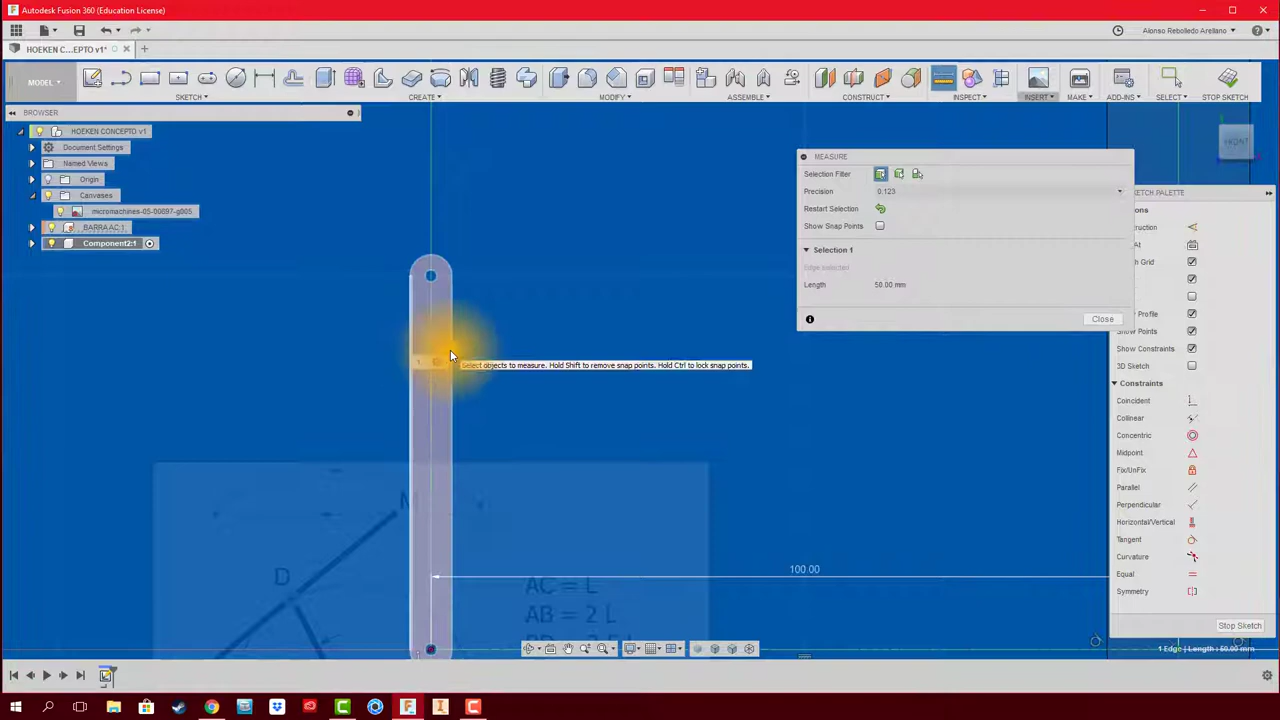 Autodesk Fusion 360 (Education License)
Alonso Rebolledo Arellano
HOEKEN C...EPTO v1*
MODEL
SKETCH
CREATE
MODIFY
ASSEMBLE
CONSTRUCT
INSPECT
INSERT
MAKE
ADD-INS
SELECT
STOP SKETCH
BROWSER
HOEKEN CONCEPTO v1
Document Settings
Named Views
Origin
Canvases
micromachines-05-00897-g005
BARRA AC:1
Component2:1
MEASURE
Selection Filter
Precision 0.123
Restart Selection
Show Snap Points
Selection 1
Edge selected
Length 50.00 mm
Close
Select objects to measure. Hold Shift to remove snap points. Hold Ctrl to lock snap points.
FRONT
SKETCH PALETTE
Profile
Show Points
Show Constraints
3D Sketch
Constraints
Coincident
Collinear
Concentric
Midpoint
Fix/UnFix
Parallel
Perpendicular
Horizontal/Vertical
Tangent
Curvature
Equal
Symmetry
Stop Sketch
100.00
D
AC = L
AB = 2 L
1 Edge | Length : 50.00 mm